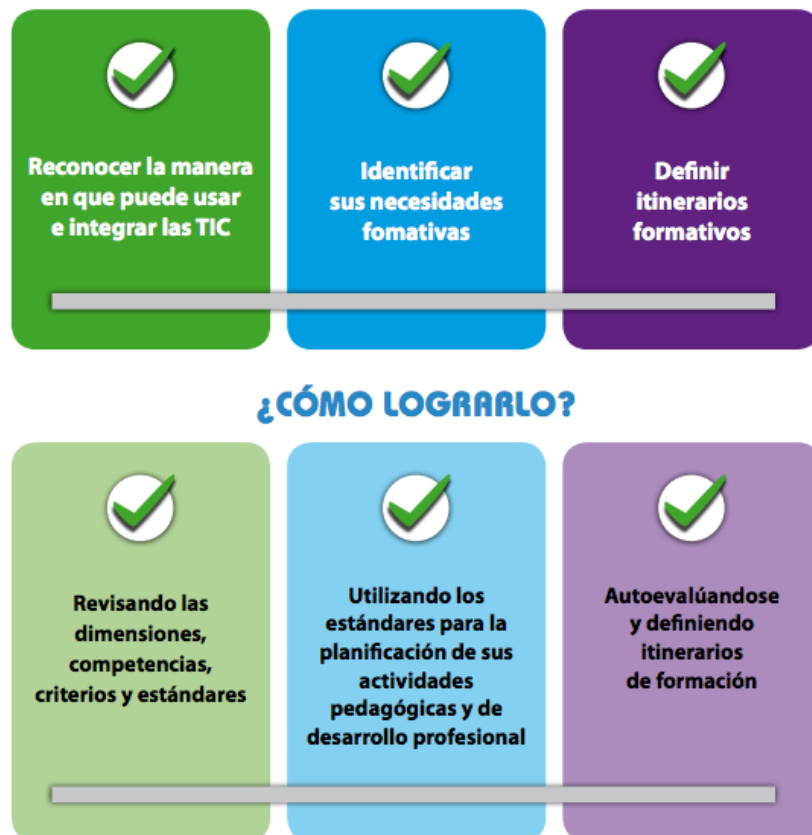 Reconocer la manera
en que puede usar
e integrar las TIC
Identificar
sus necesidades
fomativas
Definir
itinerarios
formativos
¿CÓMO LOGRARLO?
Revisando las
dimensiones,
competencias,
criterios y estándares
Utilizando los
estándares para la
planificación de sus
actividades
pedagógicas y de
desarrollo profesional
Autoevalúandose
y definiendo
itinerarios
de formación